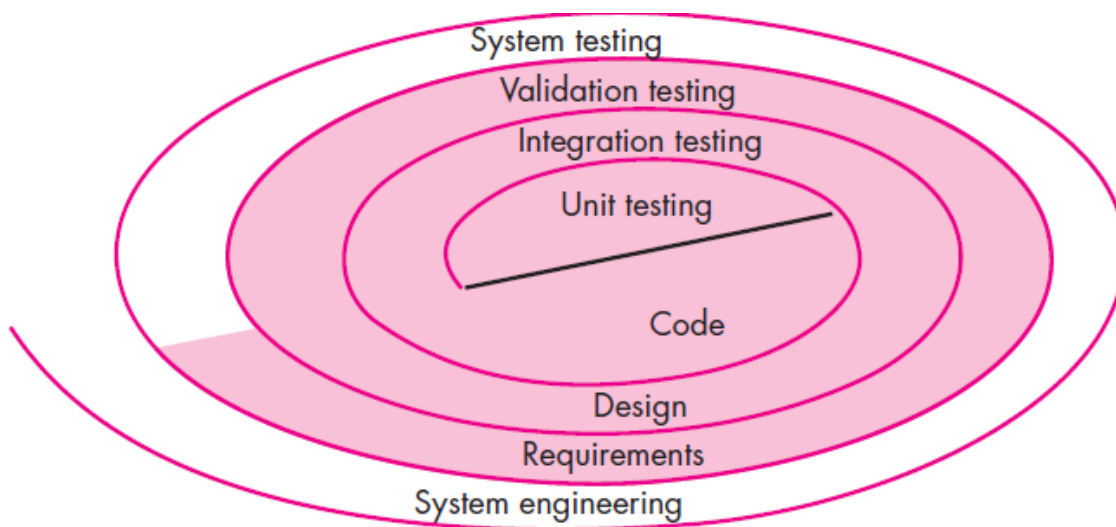 System testing
Validation testing
Integration testing
Unit testing
Code
Design
Requirements
System engineering